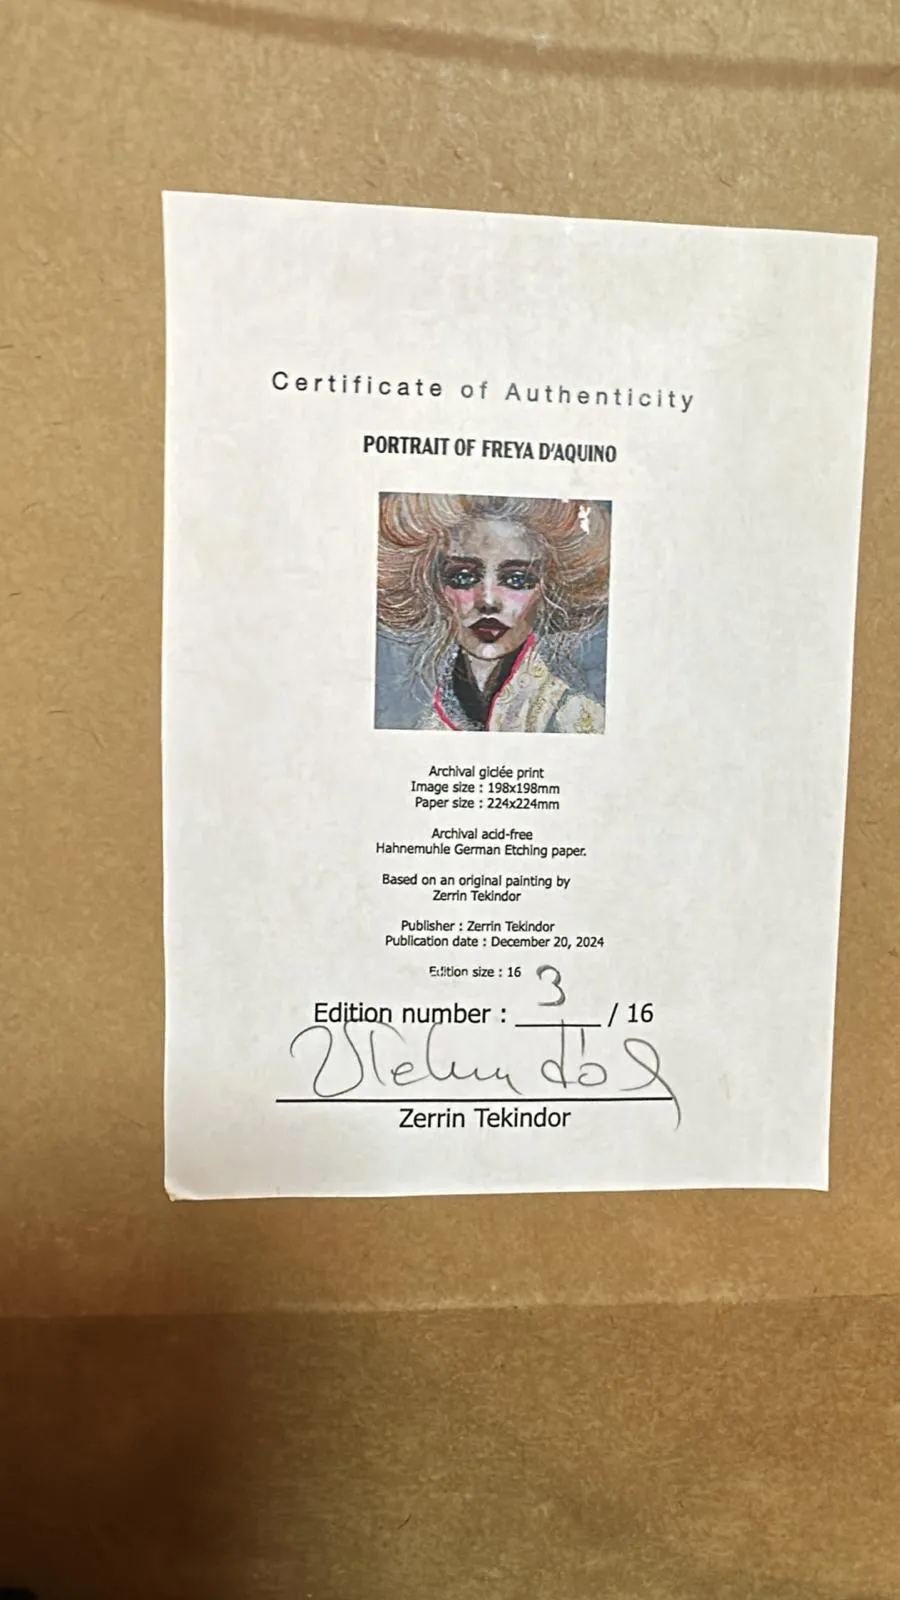 Certificate of Authenticity
PORTRAIT OF FREYA D'AQUINO
Archival giclée print
Image size : 198x198mm
Paper size : 224x224mm
Archival acid-free
Hahnemuhle German Etching paper.
Based on an original painting by
Zerrin Tekindor
Publisher : Zerrin Tekindor
Publication date : December 20, 2024
Edition size : 16
Edition number : 3 / 16
Zerrin Tekindor